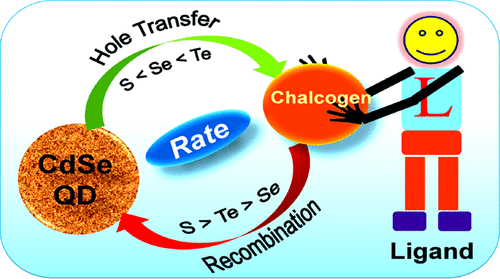 Hole Transfer
S < Se < Te
Chalcogen
L
Rate
CdSe
QD
S > Te > Se
Recombination
Ligand